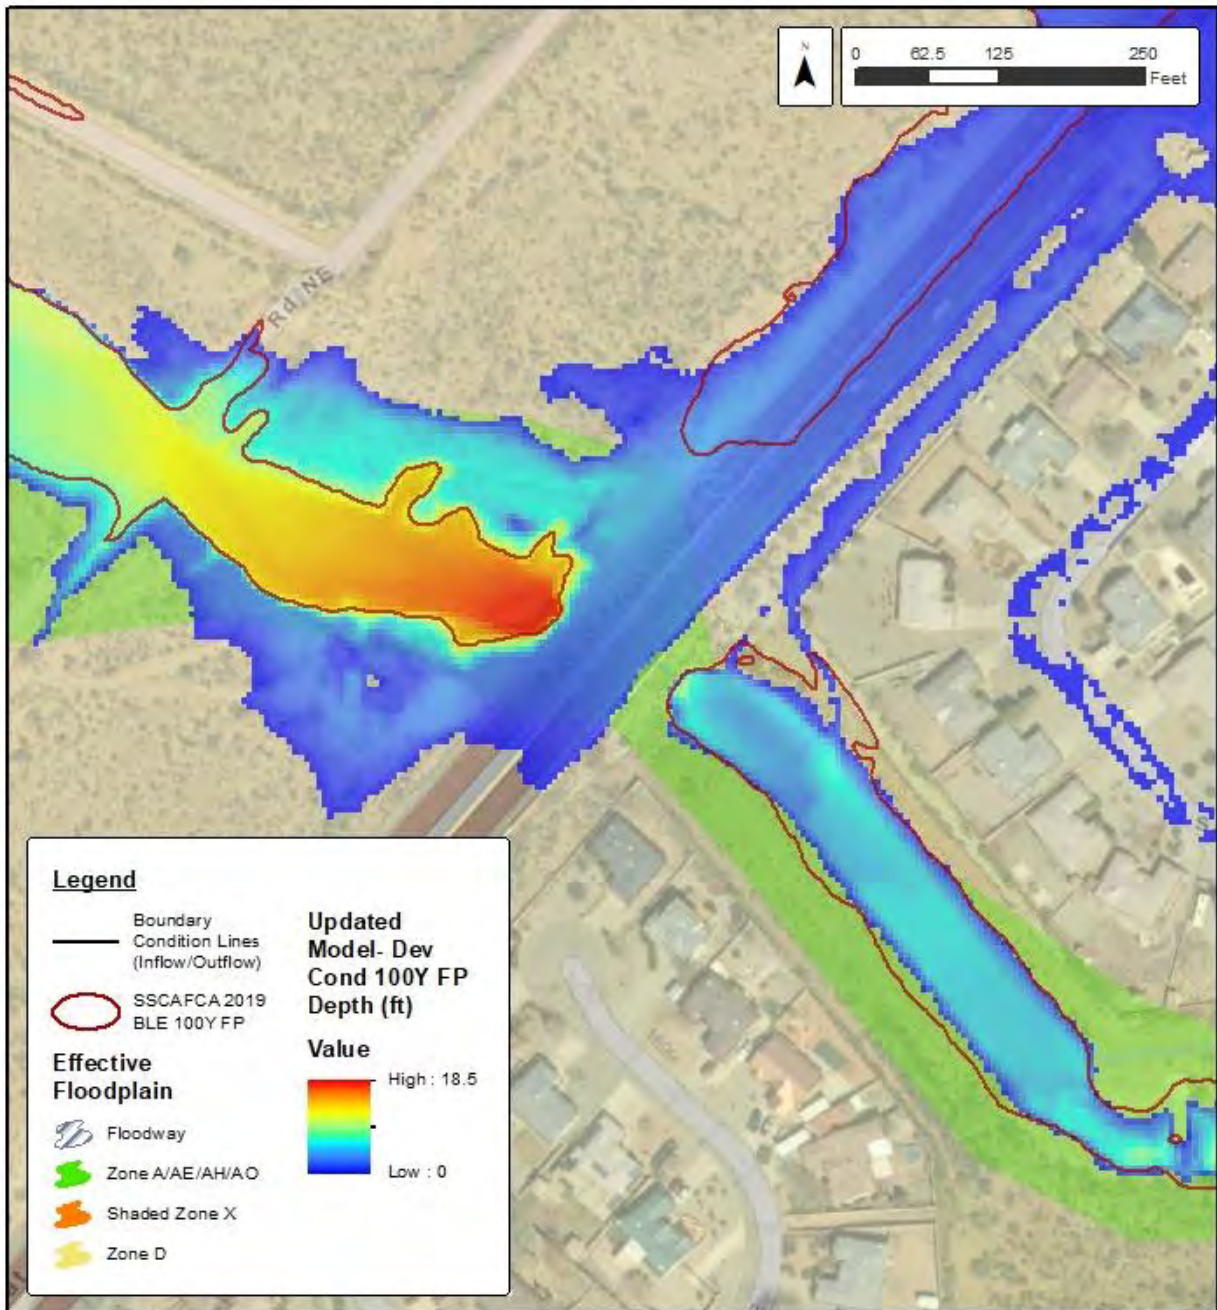 N
0 62.5 125 250
Feet
Rd NE
Legend
Boundary
Condition Lines
(Inflow/Outflow)
SSCAFCA 2019
BLE 100Y FP
Effective
Floodplain
Floodway
Zone A/AE/AH/AO
Shaded Zone X
Zone D
Updated
Model- Dev
Cond 100Y FP
Depth (ft)
Value
High : 18.5
Low : 0